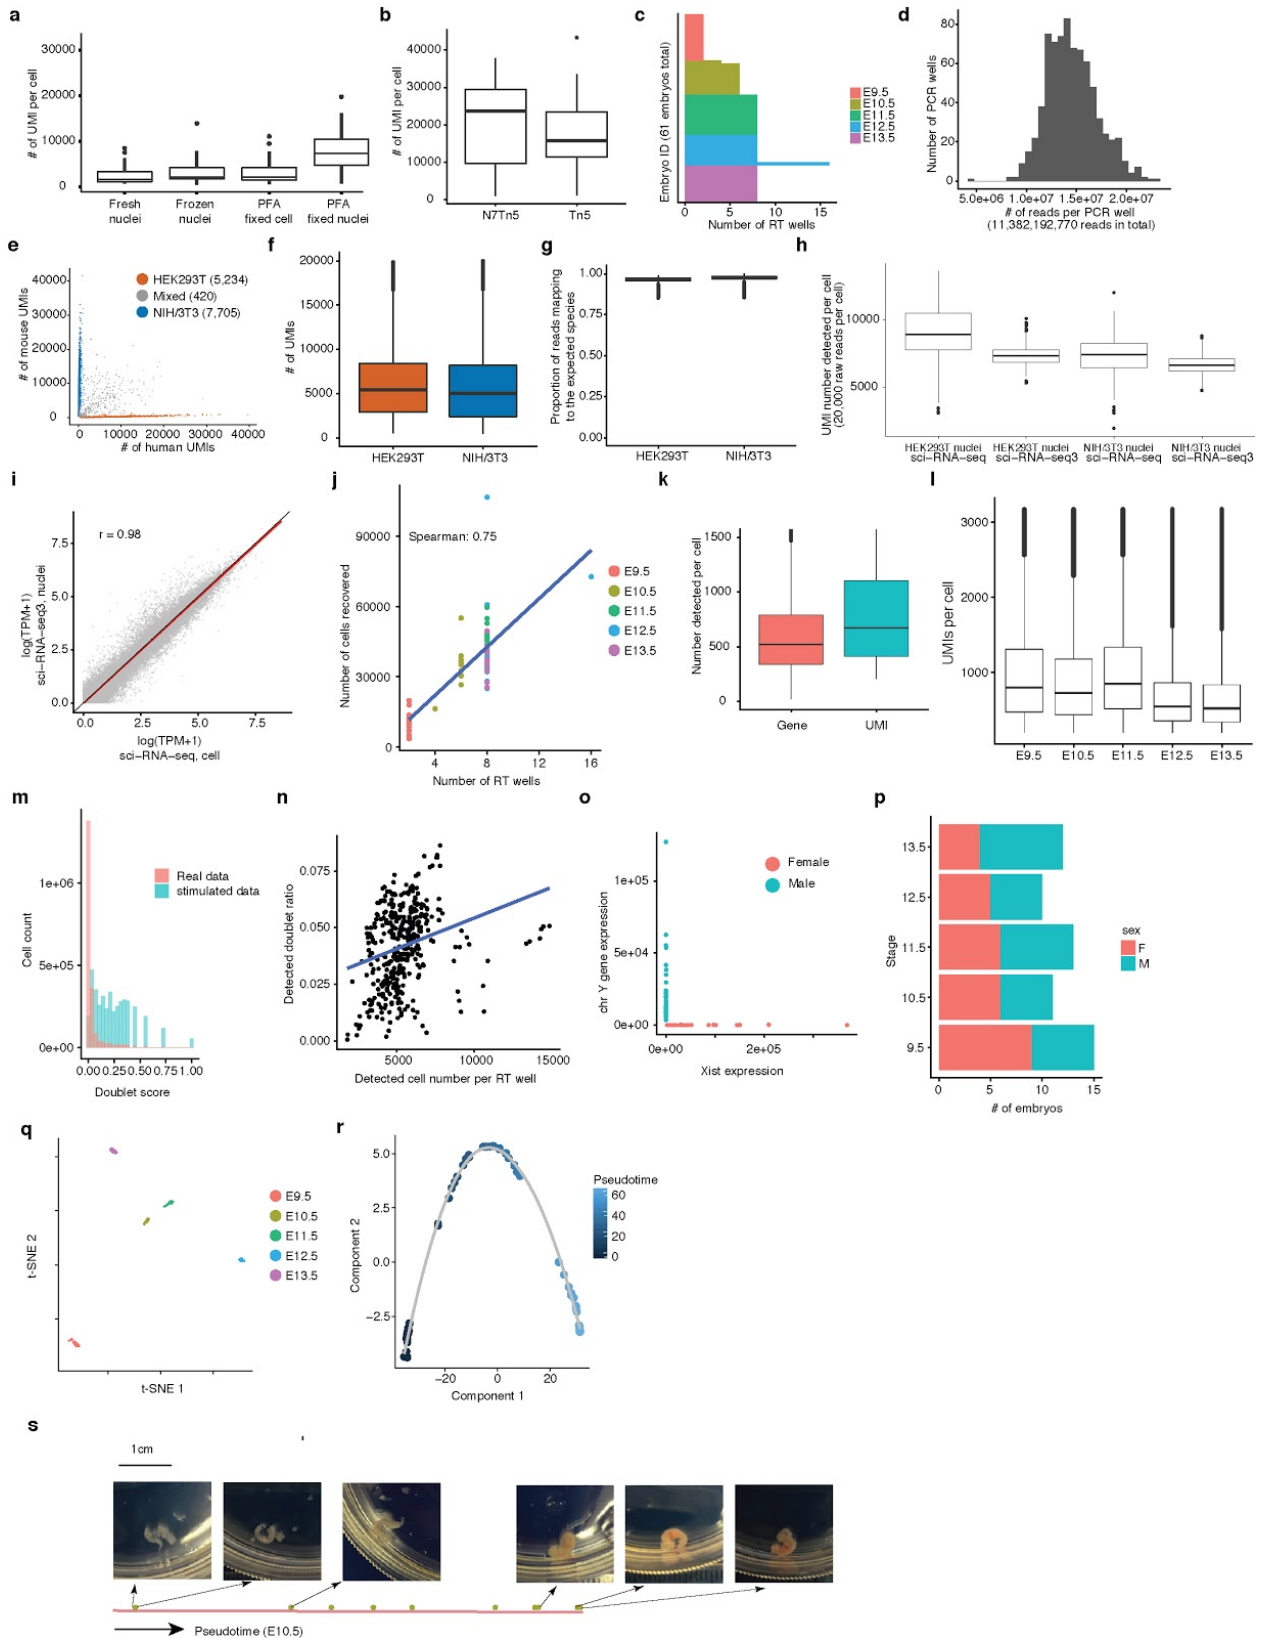 a
# of UMI per cell
30000
20000
10000
0
Fresh
nuclei
Frozen
nuclei
PFA
fixed cell
PFA
fixed nuclei
b
# of UMI per cell
40000
30000
20000
10000
0
N7Tn5
Tn5
c
Embryo ID (61 embryos total)
0
5
10
15
Number of RT wells
E9.5
E10.5
E11.5
E12.5
E13.5
d
Number of PCR wells
80
60
40
20
0
5.0e+06
1.0e+07
1.5e+07
2.0e+07
# of reads per PCR well
(11,382,192,770 reads in total)
e
# of mouse UMIs
40000
30000
20000
10000
0
HEK293T (5,234)
Mixed (420)
NIH/3T3 (7,705)
0
10000
20000
30000
40000
# of human UMIs
f
# of UMIs
20000
15000
10000
5000
0
HEK293T
NIH/3T3
g
Proportion of reads mapping
to the expected species
1.00
0.75
0.50
0.25
0.00
HEK293T
NIH/3T3
h
UMI number detected per cell
(20,000 raw reads per cell)
10000
5000
HEK293T nuclei
sci-RNA-seq
HEK293T nuclei
sci-RNA-seq3
NIH/3T3 nuclei
sci-RNA-seq
NIH/3T3 nuclei
sci-RNA-seq3
i
log(TPM+1)
sci-RNA-seq3, nuclei
r = 0.98
7.5
5.0
2.5
0.0
0.0
2.5
5.0
7.5
log(TPM+1)
sci-RNA-seq, cell
j
Number of cells recovered
Spearman: 0.75
90000
60000
30000
0
4
8
12
16
Number of RT wells
E9.5
E10.5
E11.5
E12.5
E13.5
k
Number detected per cell
1500
1000
500
0
Gene
UMI
l
UMIs per cell
3000
2000
1000
E9.5
E10.5
E11.5
E12.5
E13.5
m
Cell count
1e+06
5e+05
0e+00
Real data
stimulated data
0.00
0.25
0.50
0.75
1.00
Doublet score
n
Detected doublet ratio
0.075
0.050
0.025
0.000
5000
10000
15000
Detected cell number per RT well
o
chr Y gene expression
1e+05
5e+04
0e+00
Female
Male
0e+00
2e+05
Xist expression
p
Stage
13.5
12.5
11.5
10.5
9.5
0
5
10
15
# of embryos
sex
F
M
q
t-SNE 2
t-SNE 1
E9.5
E10.5
E11.5
E12.5
E13.5
r
Component 2
5.0
2.5
0.0
−2.5
−20
0
20
Component 1
Pseudotime
60
40
20
0
s
1cm
Pseudotime (E10.5)